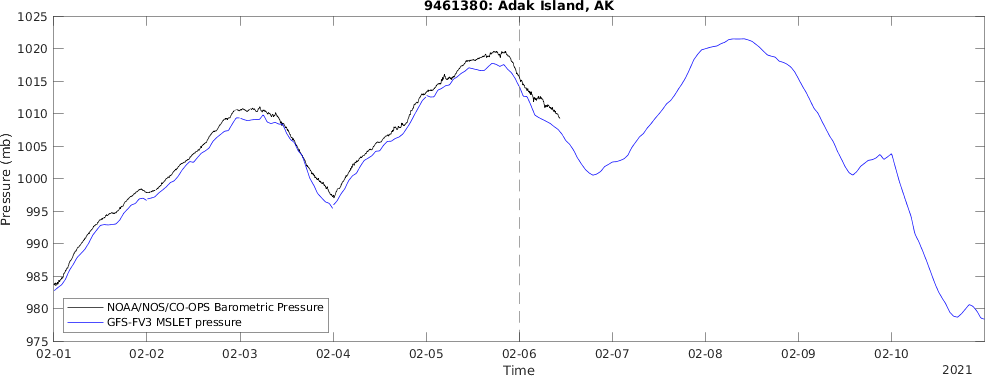 9461380: Adak Island, AK
Pressure (mb)
1025
1020
1015
1010
1005
1000
995
990
985
980
975
NOAA/NOS/CO-OPS Barometric Pressure
GFS-FV3 MSLET pressure
02-01 02-02 02-03 02-04 02-05 02-06 02-07 02-08 02-09 02-10
Time
2021